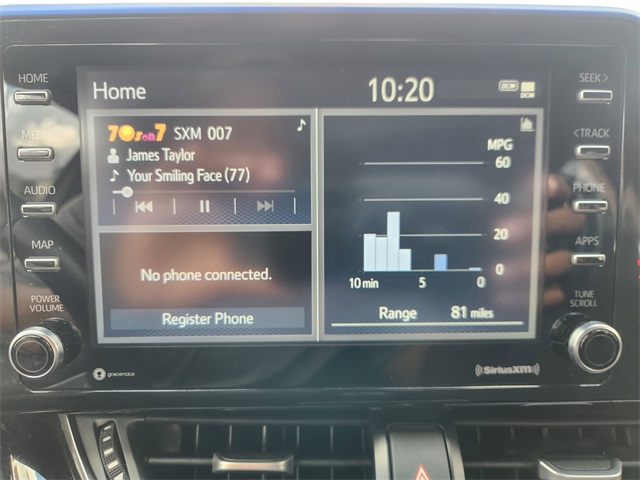 HOME
MENU
AUDIO
MAP
POWER
VOLUME
gracenote
Home
10:20
DCM
70s on 7 SXM 007
James Taylor
Your Smiling Face (77)
No phone connected.
Register Phone
MPG
60
40
20
0
10 min 5 0
Range 81 miles
SEEK >
< TRACK
PHONE
APPS
TUNE
SCROLL
((SiriusXM))